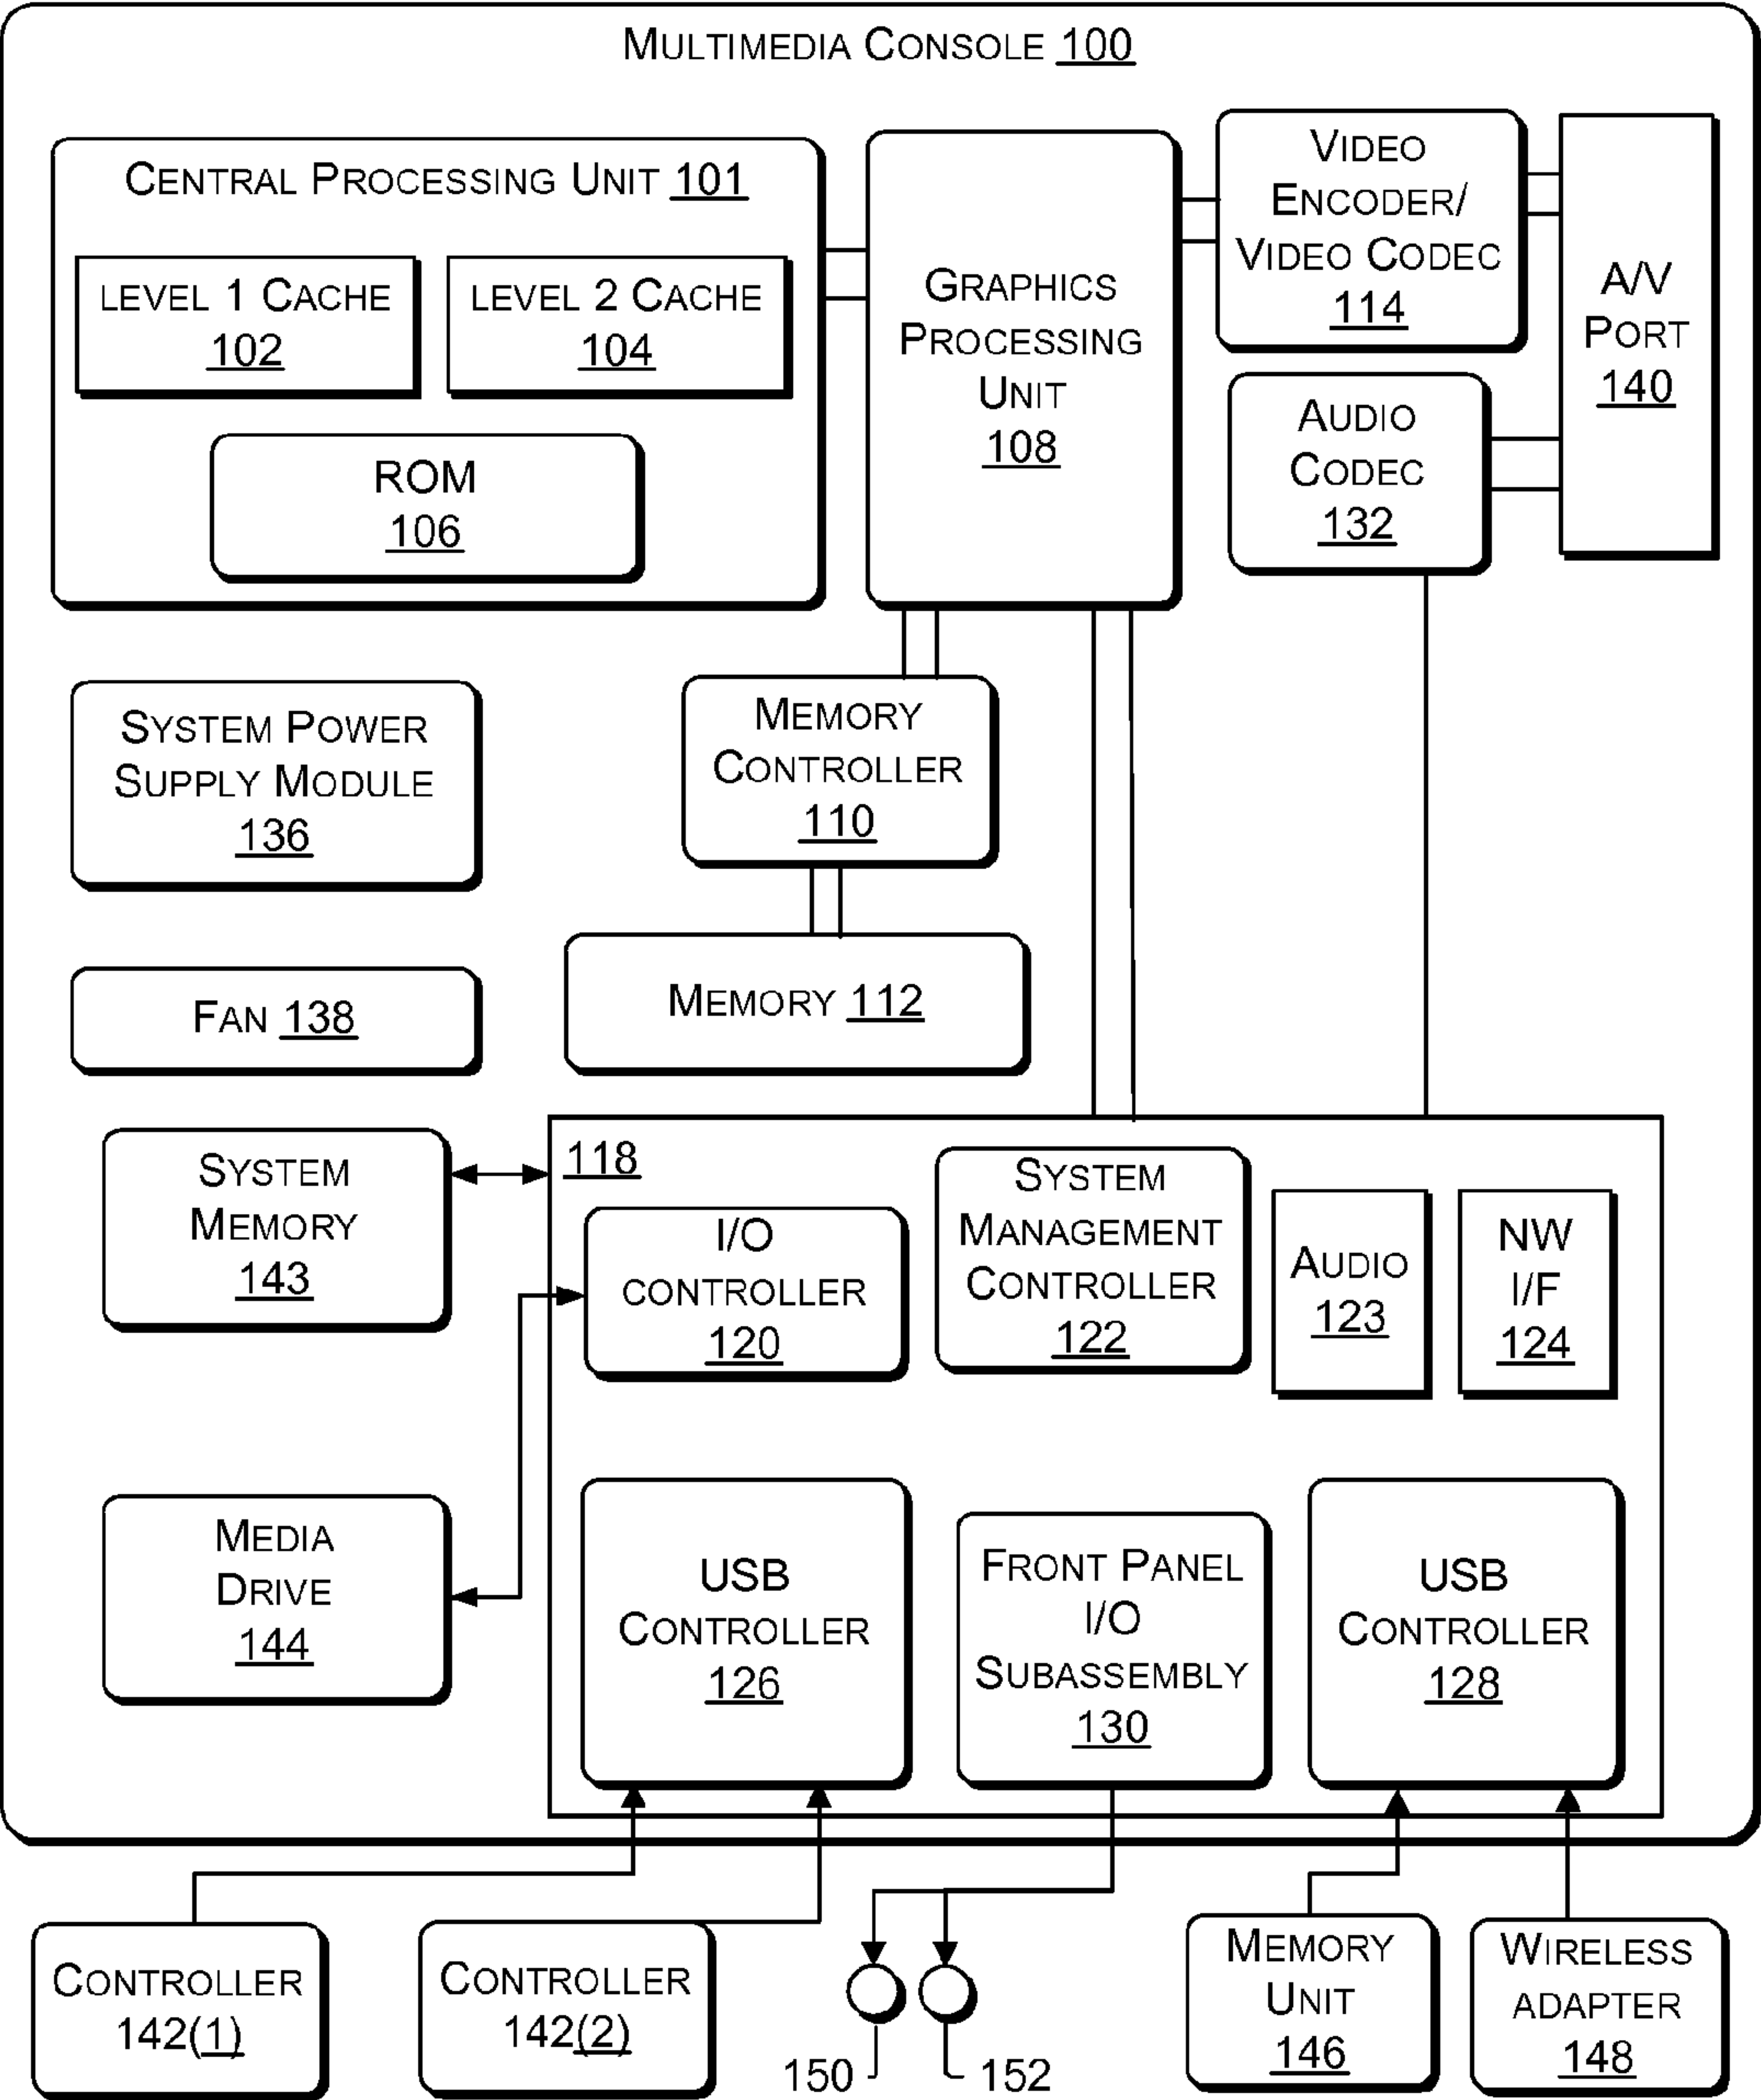 MULTIMEDIA CONSOLE 100
CENTRAL PROCESSING UNIT 101
LEVEL 1 CACHE
102
LEVEL 2 CACHE
104
ROM
106
GRAPHICS
PROCESSING
UNIT
108
VIDEO
ENCODER/
VIDEO CODEC
114
A/V
PORT
140
AUDIO
CODEC
132
SYSTEM POWER
SUPPLY MODULE
136
MEMORY
CONTROLLER
110
FAN 138
MEMORY 112
SYSTEM
MEMORY
143
118
I/O
CONTROLLER
120
SYSTEM
MANAGEMENT
CONTROLLER
122
AUDIO
123
NW
I/F
124
MEDIA
DRIVE
144
USB
CONTROLLER
126
FRONT PANEL
I/O
SUBASSEMBLY
130
USB
CONTROLLER
128
CONTROLLER
142(1)
CONTROLLER
142(2)
150
152
MEMORY
UNIT
146
WIRELESS
ADAPTER
148